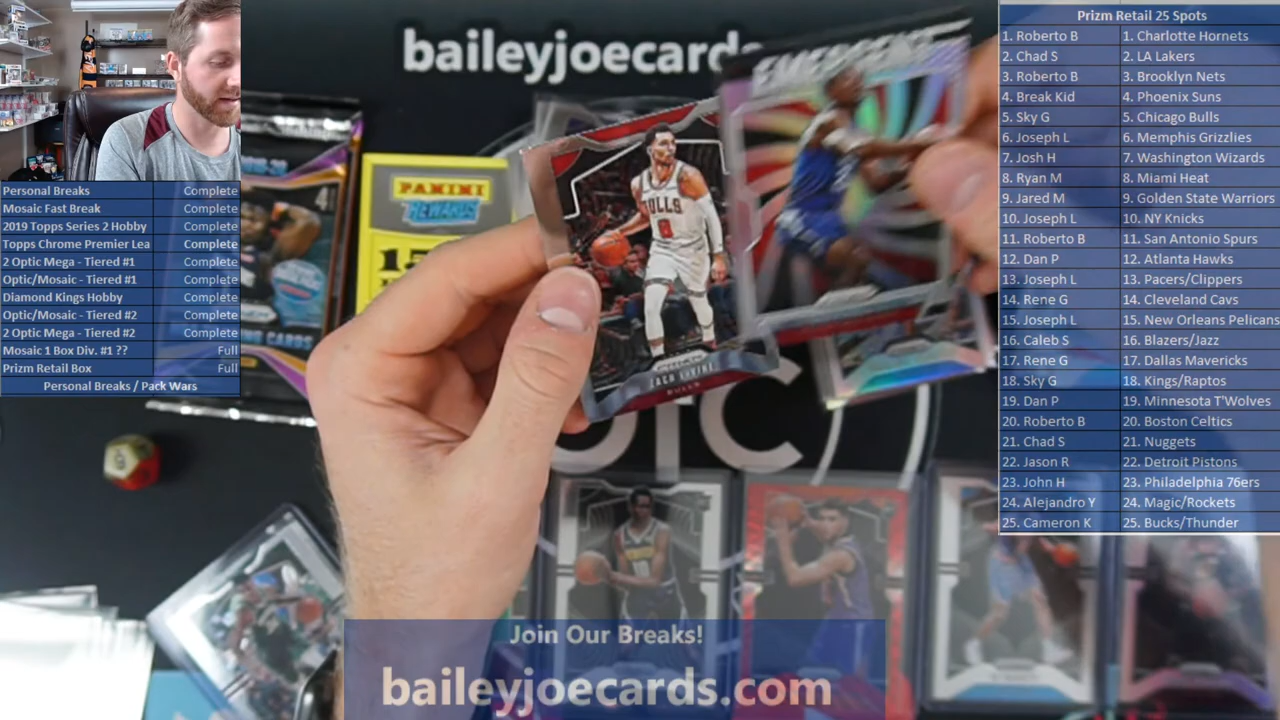 baileyjoecards
Personal Breaks Complete
Mosaic Fast Break Complete
2019 Topps Series 2 Hobby Complete
Topps Chrome Premier Lea Complete
2 Optic Mega - Tiered #1 Complete
Optic/Mosaic - Tiered #1 Complete
Diamond Kings Hobby Complete
Optic/Mosaic - Tiered #2 Complete
2 Optic Mega - Tiered #2 Complete
Mosaic 1 Box Div. #1 ?? Full
Prizm Retail Box Full
Personal Breaks / Pack Wars
PANINI
REWARDS
EMERGENT
BULLS
8
PRIZM
ZACH LAVINE
BULLS
Prizm Retail 25 Spots
1. Roberto B 1. Charlotte Hornets
2. Chad S 2. LA Lakers
3. Roberto B 3. Brooklyn Nets
4. Break Kid 4. Phoenix Suns
5. Sky G 5. Chicago Bulls
6. Joseph L 6. Memphis Grizzlies
7. Josh H 7. Washington Wizards
8. Ryan M 8. Miami Heat
9. Jared M 9. Golden State Warriors
10. Joseph L 10. NY Knicks
11. Roberto B 11. San Antonio Spurs
12. Dan P 12. Atlanta Hawks
13. Joseph L 13. Pacers/Clippers
14. Rene G 14. Cleveland Cavs
15. Joseph L 15. New Orleans Pelicans
16. Caleb S 16. Blazers/Jazz
17. Rene G 17. Dallas Mavericks
18. Sky G 18. Kings/Raptos
19. Dan P 19. Minnesota T'Wolves
20. Roberto B 20. Boston Celtics
21. Chad S 21. Nuggets
22. Jason R 22. Detroit Pistons
23. John H 23. Philadelphia 76ers
24. Alejandro Y 24. Magic/Rockets
25. Cameron K 25. Bucks/Thunder
Join Our Breaks!
baileyjoecards.com